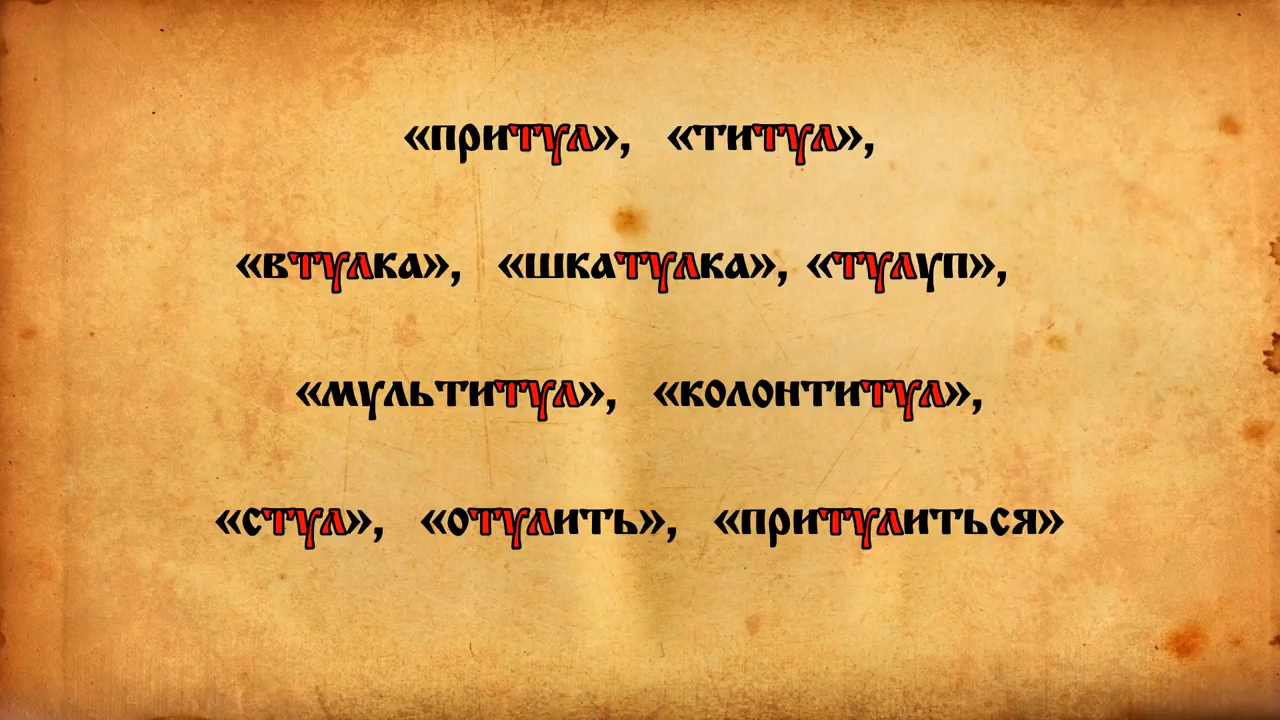 «притул», «титул»,
«втулка», «шкатулка», «тулуп»,
«мультитул», «колонтитул»,
«стул», «отулить», «притулиться»